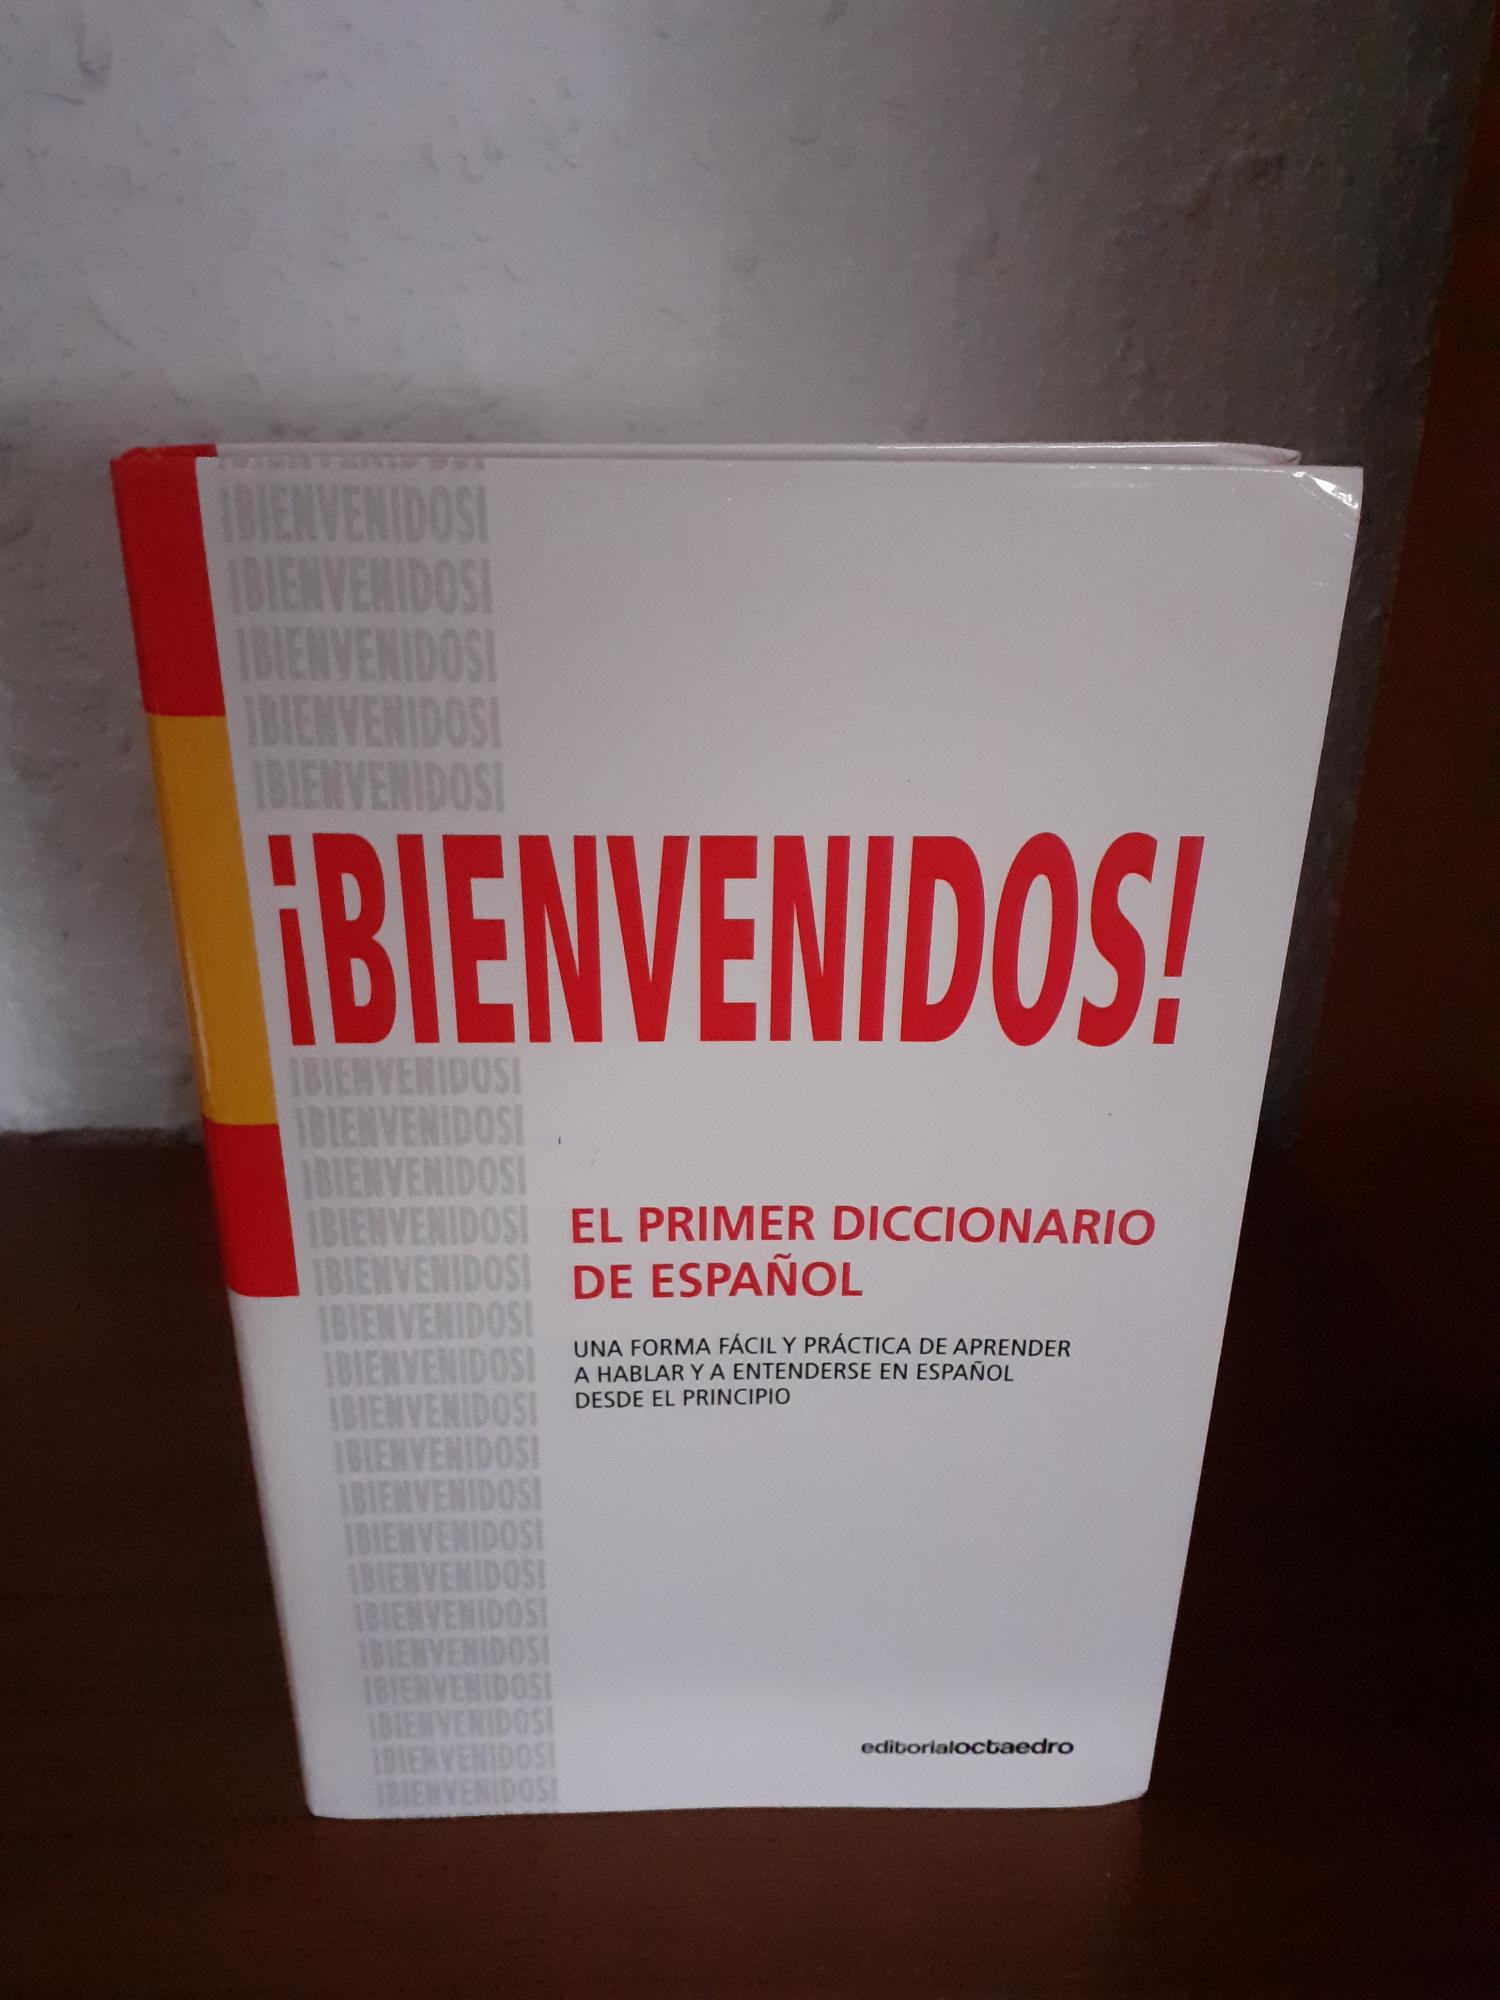 ¡BIENVENIDOS!
¡BIENVENIDOS!
¡BIENVENIDOS!
¡BIENVENIDOS!
¡BIENVENIDOS!
¡BIENVENIDOS!
¡BIENVENIDOS!
¡BIENVENIDOS!
¡BIENVENIDOS!
¡BIENVENIDOS!
¡BIENVENIDOS!
¡BIENVENIDOS!
EL PRIMER DICCIONARIO
DE ESPAÑOL
UNA FORMA FÁCIL Y PRÁCTICA DE APRENDER
A HABLAR Y A ENTENDERSE EN ESPAÑOL
DESDE EL PRINCIPIO
¡BIENVENIDOS!
¡BIENVENIDOS!
¡BIENVENIDOS!
¡BIENVENIDOS!
¡BIENVENIDOS!
¡BIENVENIDOS!
¡BIENVENIDOS!
¡BIENVENIDOS!
¡BIENVENIDOS!
¡BIENVENIDOS!
¡BIENVENIDOS!
¡BIENVENIDOS!
¡BIENVENIDOS!
editorialoctaedro